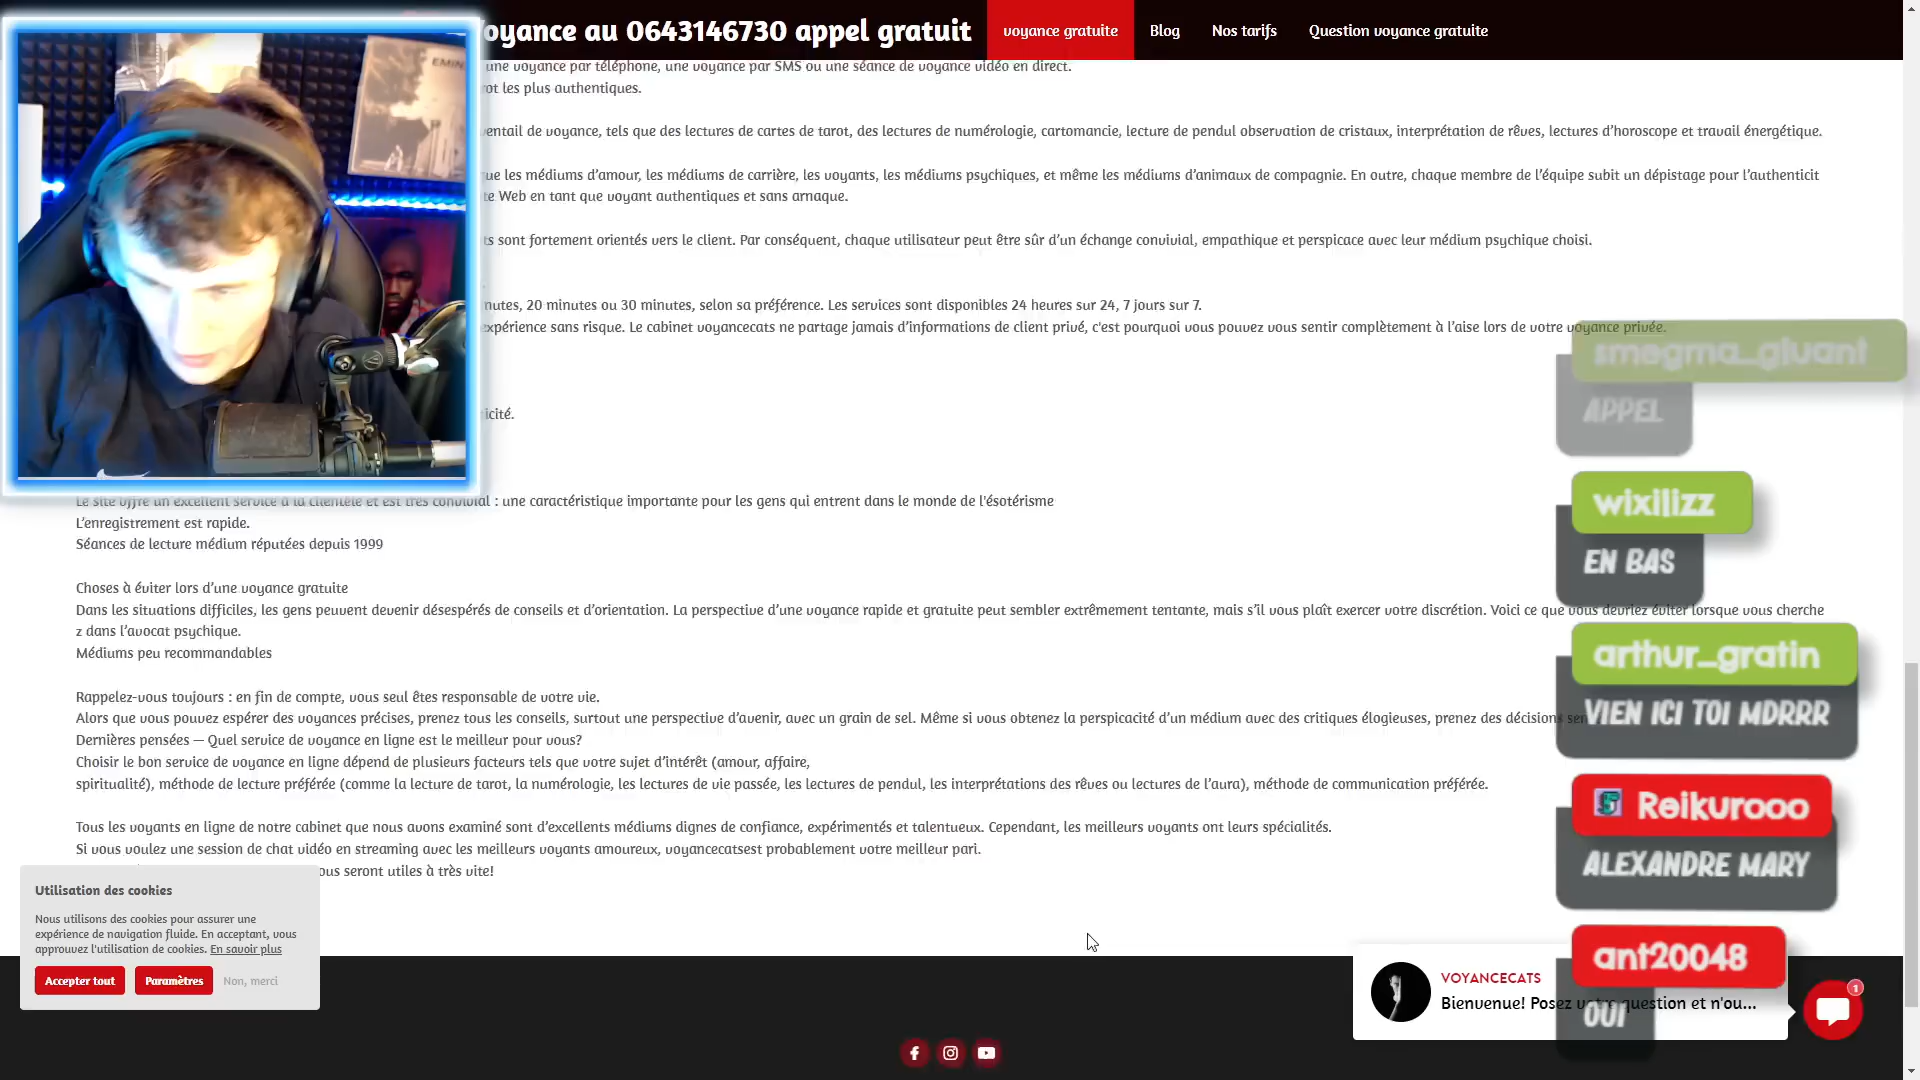 oyance au 0643146730 appel gratuit
voyance gratuite
Blog
Nos tarifs
Question voyance gratuite
une voyance par téléphone, une voyance par SMS ou une séance de voyance vidéo en direct.
ot les plus authentiques.
ventail de voyance, tels que des lectures de cartes de tarot, des lectures de numérologie, cartomancie, lecture de pendul observation de cristaux, interprétation de rêves, lectures d’horoscope et travail énergétique.
ue les médiums d’amour, les médiums de carrière, les voyants, les médiums psychiques, et même les médiums d’animaux de compagnie. En outre, chaque membre de l’équipe subit un dépistage pour l’authenticit
te Web en tant que voyant authentiques et sans arnaque.
ts sont fortement orientés vers le client. Par conséquent, chaque utilisateur peut être sûr d’un échange convivial, empathique et perspicace avec leur médium psychique choisi.
nutes, 20 minutes ou 30 minutes, selon sa préférence. Les services sont disponibles 24 heures sur 24, 7 jours sur 7.
expérience sans risque. Le cabinet voyancecats ne partage jamais d’informations de client privé, c'est pourquoi vous pouvez vous sentir complètement à l’aise lors de votre voyance privée.
icité.
Le site offre un excellent service à la clientèle et est très convivial : une caractéristique importante pour les gens qui entrent dans le monde de l'ésotérisme
L’enregistrement est rapide.
Séances de lecture médium réputées depuis 1999
Choses à éviter lors d’une voyance gratuite
Dans les situations difficiles, les gens peuvent devenir désespérés de conseils et d’orientation. La perspective d’une voyance rapide et gratuite peut sembler extrêmement tentante, mais s’il vous plaît exercer votre discrétion. Voici ce que vous devriez éviter lorsque vous cherche
z dans l’avocat psychique.
Médiums peu recommandables
Rappelez-vous toujours : en fin de compte, vous seul êtes responsable de votre vie.
Alors que vous pouvez espérer des voyances précises, prenez tous les conseils, surtout une perspective d’avenir, avec un grain de sel. Même si vous obtenez la perspicacité d’un médium avec des critiques élogieuses, prenez des décisions
Dernières pensées — Quel service de voyance en ligne est le meilleur pour vous?
Choisir le bon service de voyance en ligne dépend de plusieurs facteurs tels que votre sujet d’intérêt (amour, affaire,
spiritualité), méthode de lecture préférée (comme la lecture de tarot, la numérologie, les lectures de vie passée, les lectures de pendul, les interprétations des rêves ou lectures de l’aura), méthode de communication préférée.
Tous les voyants en ligne de notre cabinet que nous avons examiné sont d’excellents médiums dignes de confiance, expérimentés et talentueux. Cependant, les meilleurs voyants ont leurs spécialités.
Si vous voulez une session de chat vidéo en streaming avec les meilleurs voyants amoureux, voyancecatsest probablement votre meilleur pari.
ous seront utiles à très vite!
Utilisation des cookies
Nous utilisons des cookies pour assurer une
expérience de navigation fluide. En acceptant, vous
approuvez l'utilisation de cookies. En savoir plus
Accepter tout
Paramètres
Non, merci
smegma_gluant
APPEL
wixilizz
EN BAS
arthur_gratin
VIEN ICI TOI MDRRR
Reikurooo
ALEXANDRE MARY
ant20048
OUI
VOYANCECATS
Bienvenue! Posez votre question et n'ou...
1
EMIN